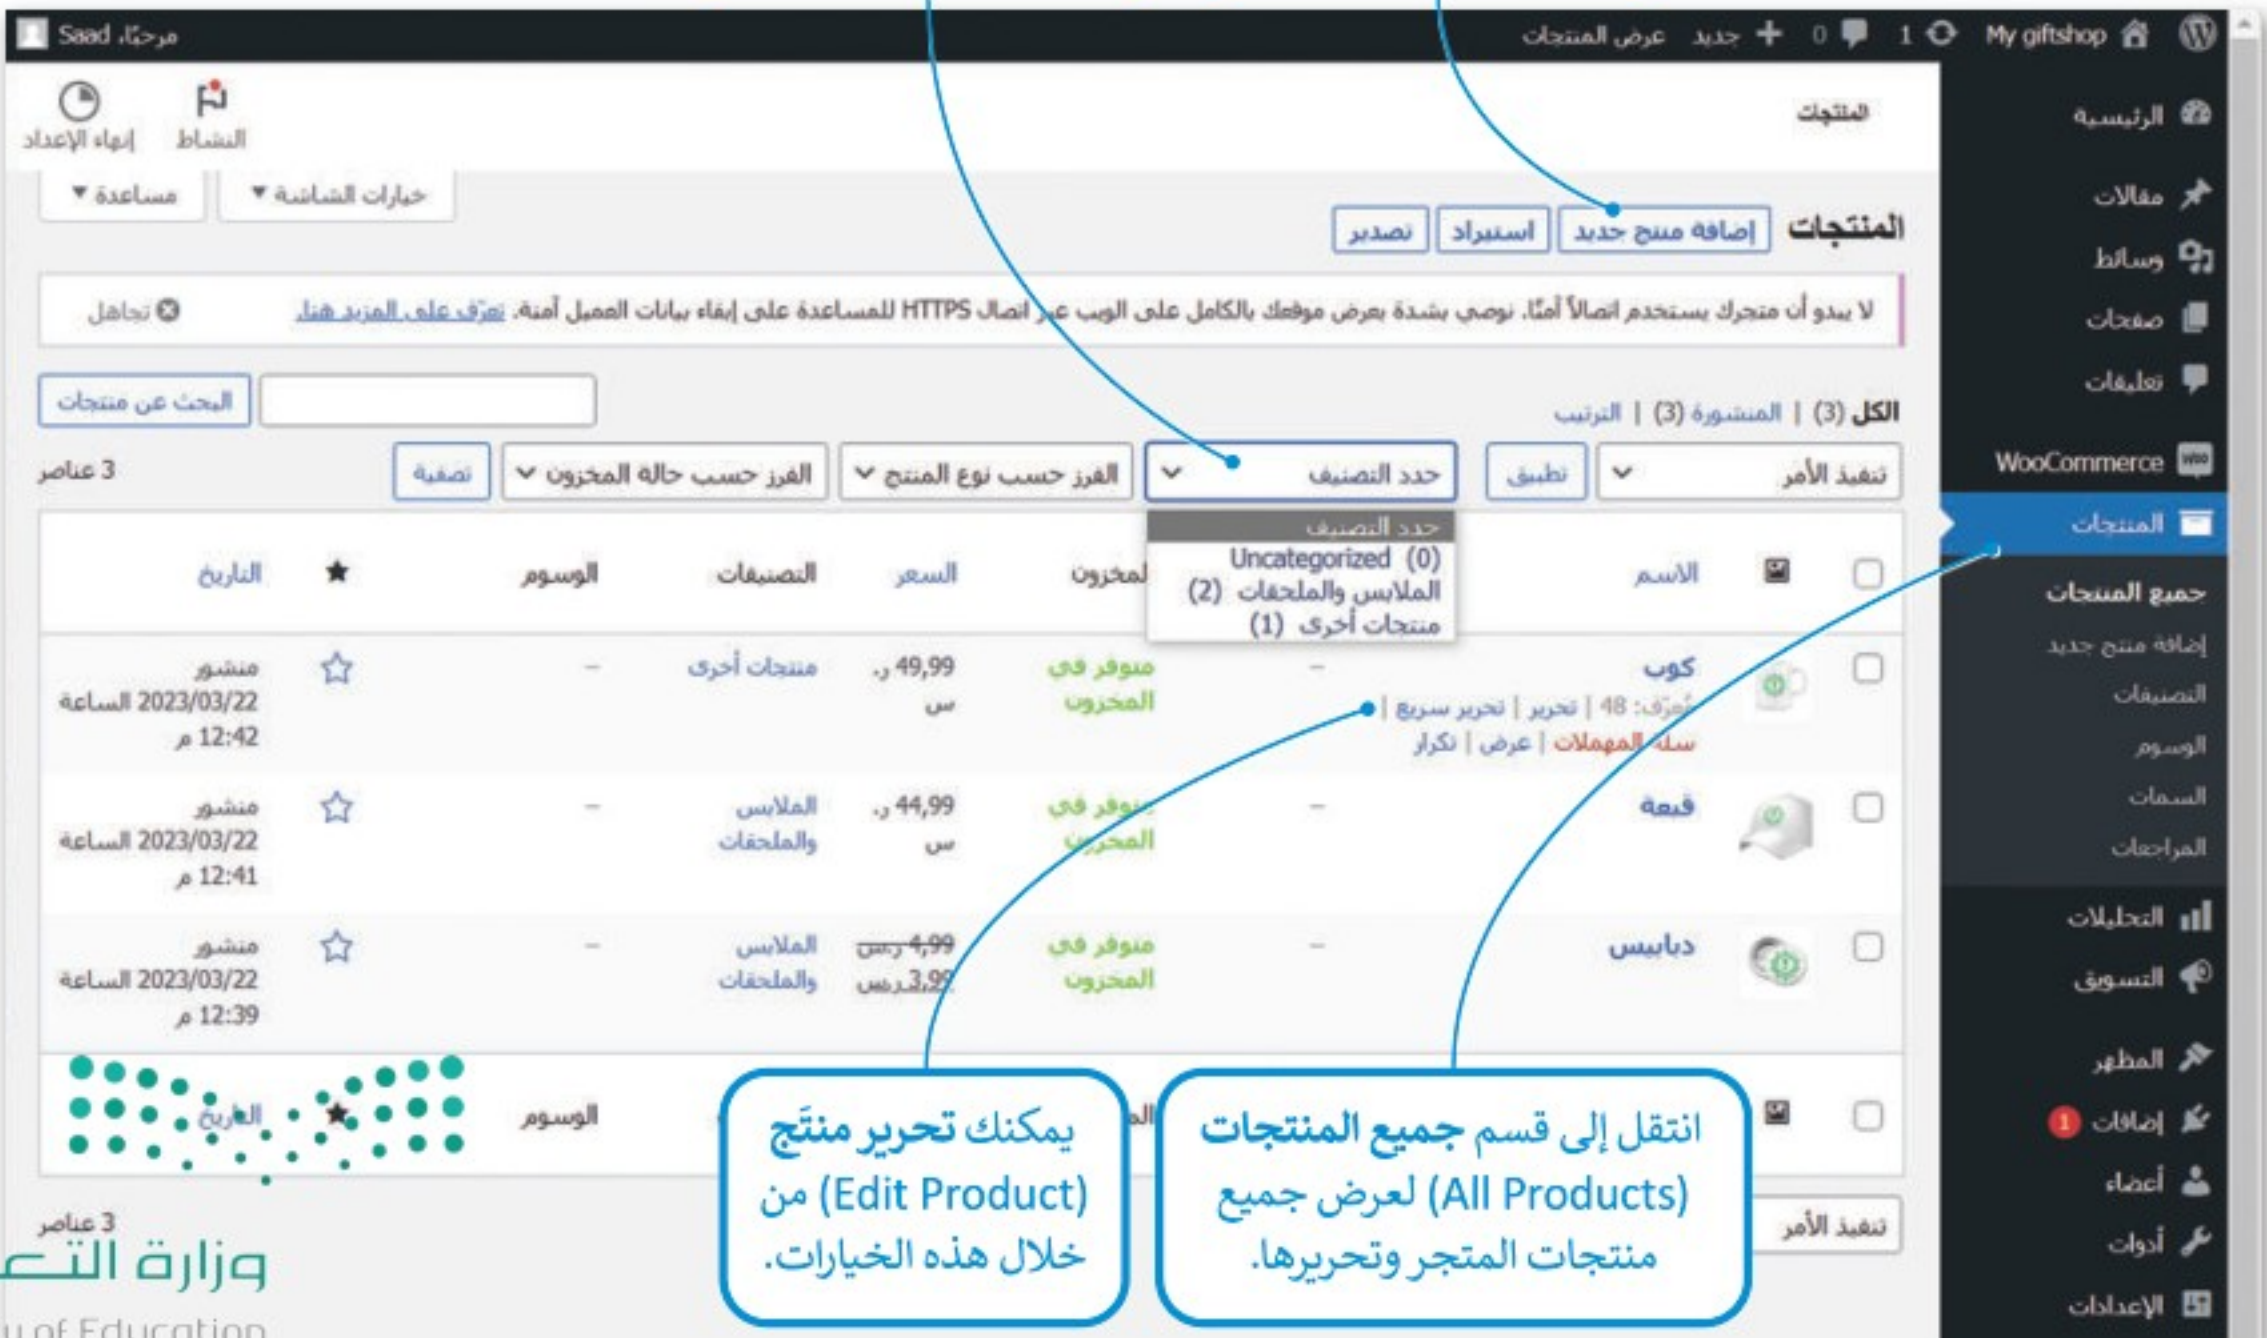 My giftshop
1
0
جديد
عرض المنتجات
مرحبًا، Saad
الرئيسية
مقالات
وسائط
صفحات
تعليقات
WooCommerce
المنتجات
جميع المنتجات
إضافة منتج جديد
التصنيفات
الوسوم
السمات
المراجعات
التحليلات
التسويق
المظهر
إضافات 1
أعضاء
أدوات
الإعدادات
المنتجات
النشاط
إنهاء الإعداد
خيارات الشاشة
مساعدة
المنتجات إضافة منتج جديد استيراد تصدير
لا يبدو أن متجرك يستخدم اتصالاً آمنًا. نوصي بشدة بعرض موقعك بالكامل على الويب عبر اتصال HTTPS للمساعدة على إبقاء بيانات العميل آمنة. تعرّف على المزيد هنا.
تجاهل
الكل (3) | المنشورة (3) | الترتيب
البحث عن منتجات
تنفيذ الأمر تطبيق حدد التصنيف الفرز حسب نوع المنتج الفرز حسب حالة المخزون تصفية 3 عناصر
حدد التصنيف
Uncategorized (0)
الملابس والملحقات (2)
منتجات أخرى (1)
الاسم لمخزون السعر التصنيفات الوسوم التاريخ
كوب – متوفر في 49,99 ر. منتجات أخرى – منشور
مُعرّف: 48 | تحرير | تحرير سريع | المخزون س 2023/03/22 الساعة
سلة المهملات | عرض | تكرار 12:42 م
قبعة – متوفر في 44,99 ر. الملابس – منشور
المخزون س والملحقات 2023/03/22 الساعة
12:41 م
دبابيس – متوفر في 4,99 ر.س الملابس – منشور
المخزون 3,99 ر.س والملحقات 2023/03/22 الساعة
12:39 م
الوسوم التاريخ
تنفيذ الأمر
3 عناصر
انتقل إلى قسم جميع المنتجات
(All Products) لعرض جميع
منتجات المتجر وتحريرها.
يمكنك تحرير منتَج
(Edit Product) من
خلال هذه الخيارات.
وزارة التع
of Education